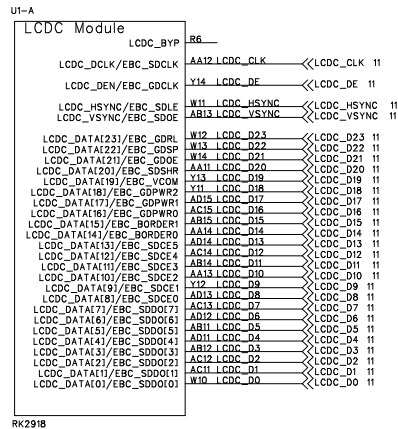 U1-A
LCDC Module
LCDC_BYP R6
LCDC_DCLK/EBC_SDCLK AA12 LCDC_CLK LCDC_CLK 11
LCDC_DEN/EBC_GDCLK Y14 LCDC_DE LCDC_DE 11
LCDC_HSYNC/EBC_SDLE W11 LCDC_HSYNC LCDC_HSYNC 11
LCDC_VSYNC/EBC_SDOE AB13 LCDC_VSYNC LCDC_VSYNC 11
LCDC_DATA[23]/EBC_GDRL W12 LCDC_D23 LCDC_D23 11
LCDC_DATA[22]/EBC_GDSP W13 LCDC_D22 LCDC_D22 11
LCDC_DATA[21]/EBC_GDOE W14 LCDC_D21 LCDC_D21 11
LCDC_DATA[20]/EBC_SDSHR AA11 LCDC_D20 LCDC_D20 11
LCDC_DATA[19]/EBC_VCOM Y13 LCDC_D19 LCDC_D19 11
LCDC_DATA[18]/EBC_GDPWR2 Y11 LCDC_D18 LCDC_D18 11
LCDC_DATA[17]/EBC_GDPWR1 AD15 LCDC_D17 LCDC_D17 11
LCDC_DATA[16]/EBC_GDPWR0 AC15 LCDC_D16 LCDC_D16 11
LCDC_DATA[15]/EBC_BORDER1 AB15 LCDC_D15 LCDC_D15 11
LCDC_DATA[14]/EBC_BORDER0 AA14 LCDC_D14 LCDC_D14 11
LCDC_DATA[13]/EBC_SDCE5 AD14 LCDC_D13 LCDC_D13 11
LCDC_DATA[12]/EBC_SDCE4 AC14 LCDC_D12 LCDC_D12 11
LCDC_DATA[11]/EBC_SDCE3 AB14 LCDC_D11 LCDC_D11 11
LCDC_DATA[10]/EBC_SDCE2 AA13 LCDC_D10 LCDC_D10 11
LCDC_DATA[9]/EBC_SDCE1 Y12 LCDC_D9 LCDC_D9 11
LCDC_DATA[8]/EBC_SDCE0 AD13 LCDC_D8 LCDC_D8 11
LCDC_DATA[7]/EBC_SDDO[7] AC13 LCDC_D7 LCDC_D7 11
LCDC_DATA[6]/EBC_SDDO[6] AD12 LCDC_D6 LCDC_D6 11
LCDC_DATA[5]/EBC_SDDO[5] AB11 LCDC_D5 LCDC_D5 11
LCDC_DATA[4]/EBC_SDDO[4] AD11 LCDC_D4 LCDC_D4 11
LCDC_DATA[3]/EBC_SDDO[3] AB12 LCDC_D3 LCDC_D3 11
LCDC_DATA[2]/EBC_SDDO[2] AC12 LCDC_D2 LCDC_D2 11
LCDC_DATA[1]/EBC_SDDO[1] AC11 LCDC_D1 LCDC_D1 11
LCDC_DATA[0]/EBC_SDDO[0] W10 LCDC_D0 LCDC_D0 11
RK2918